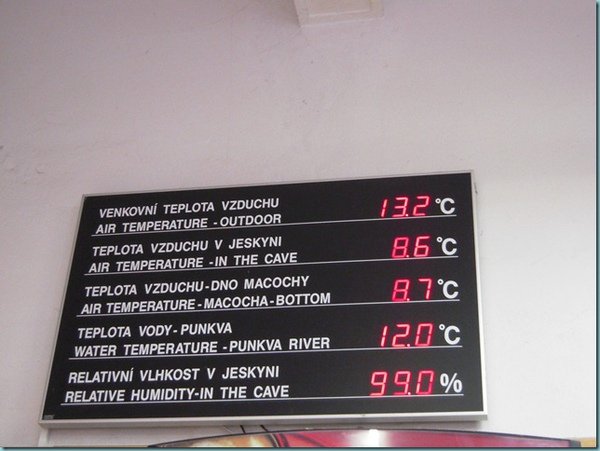 VENKOVNÍ TEPLOTA VZDUCHU
AIR TEMPERATURE - OUTDOOR 13.2 °C
TEPLOTA VZDUCHU V JESKYNI
AIR TEMPERATURE - IN THE CAVE 8.6 °C
TEPLOTA VZDUCHU - DNO MACOCHY
AIR TEMPERATURE - MACOCHA - BOTTOM 8.7 °C
TEPLOTA VODY - PUNKVA
WATER TEMPERATURE - PUNKVA RIVER 12.0 °C
RELATIVNÍ VLHKOST V JESKYNI
RELATIVE HUMIDITY - IN THE CAVE 99.0 %